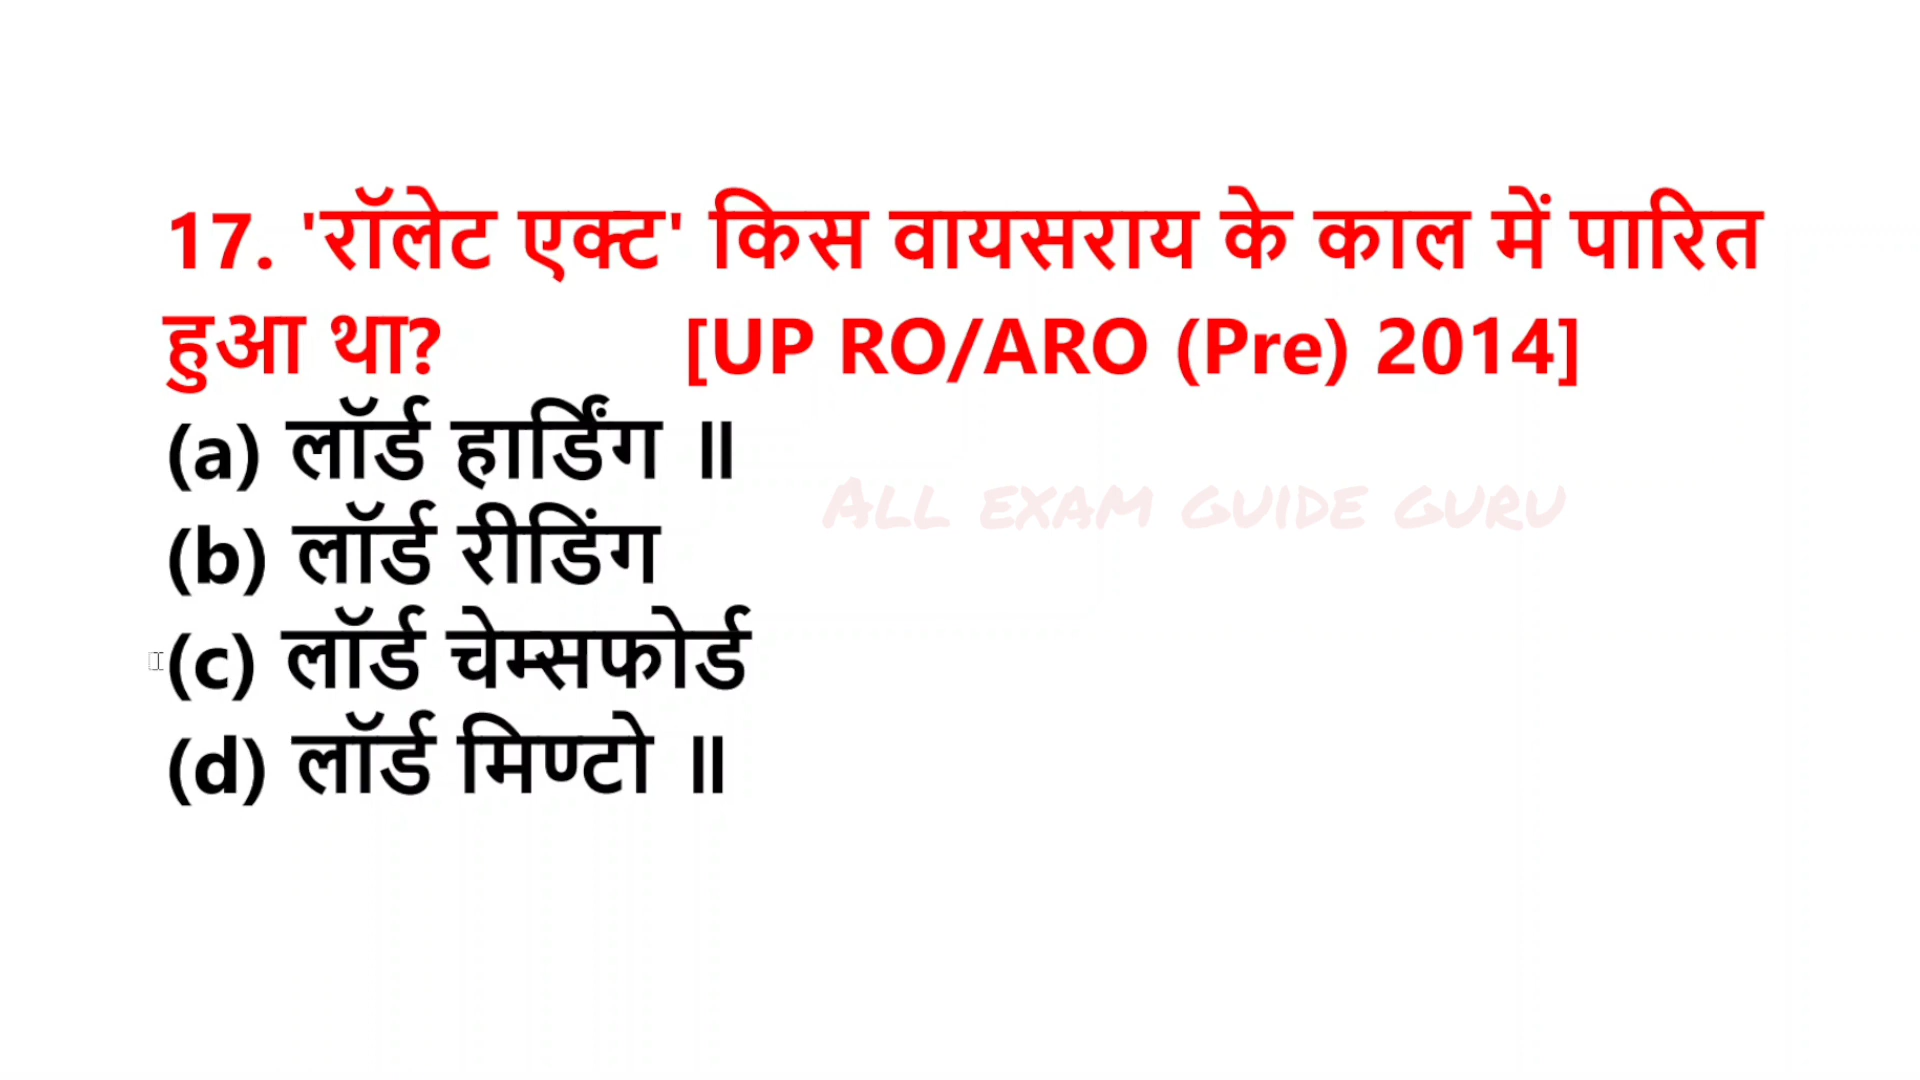 17. 'रॉलेट एक्ट' किस वायसराय के काल में पारित
हुआ था? [UP RO/ARO (Pre) 2014]
(a) लॉर्ड हार्डिंग ॥
(b) लॉर्ड रीडिंग
(c) लॉर्ड चेम्सफोर्ड
(d) लॉर्ड मिण्टो ॥
ALL EXAM GUIDE GURU